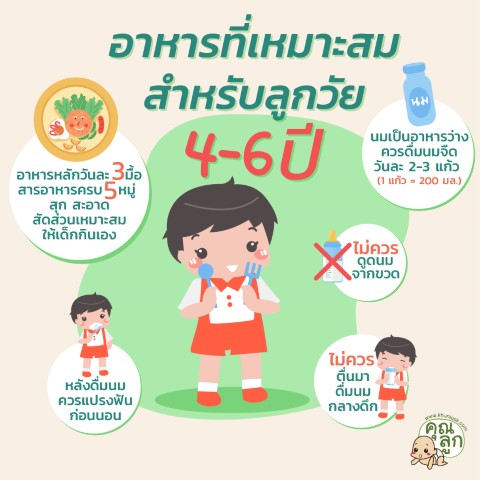 อาหารที่เหมาะสม
สำหรับลูกวัย
4-6 ปี
อาหารหลักวันละ 3 มื้อ
สารอาหารครบ 5 หมู่
สุก สะอาด
สัดส่วนเหมาะสม
ให้เด็กกินเอง
นม
นมเป็นอาหารว่าง
ควรดื่มนมจืด
วันละ 2-3 แก้ว
(1 แก้ว = 200 มล.)
ไม่ควร
ดูดนม
จากขวด
หลังดื่มนม
ควรแปรงฟัน
ก่อนนอน
ไม่ควร
ตื่นมา
ดื่มนม
กลางดึก
คุณ
ลูก